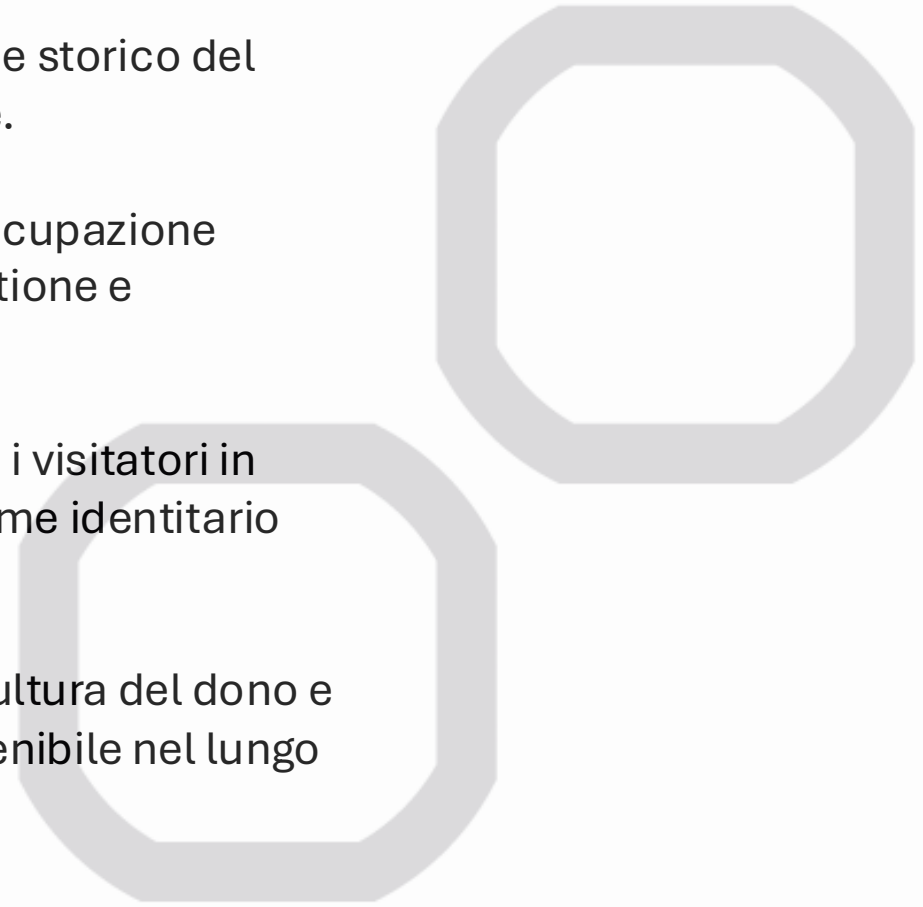 e storico del
.
cupazione
tione e
i visitatori in
me identitario
ultura del dono e
enibile nel lungo